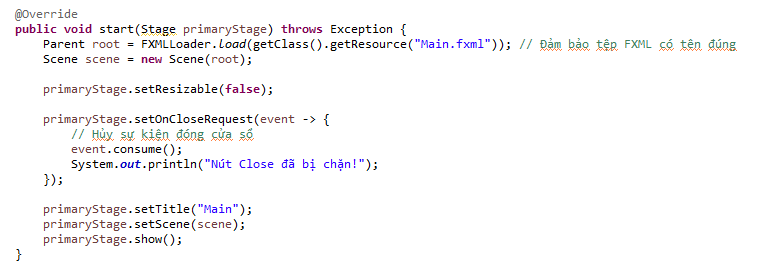 @Override
public void start(Stage primaryStage) throws Exception {
    Parent root = FXMLLoader.load(getClass().getResource("Main.fxml")); // Đảm bảo tệp FXML có tên đúng
    Scene scene = new Scene(root);

    primaryStage.setResizable(false);

    primaryStage.setOnCloseRequest(event -> {
        // Hủy sự kiện đóng cửa sổ
        event.consume();
        System.out.println("Nút Close đã bị chặn!");
    });

    primaryStage.setTitle("Main");
    primaryStage.setScene(scene);
    primaryStage.show();
}